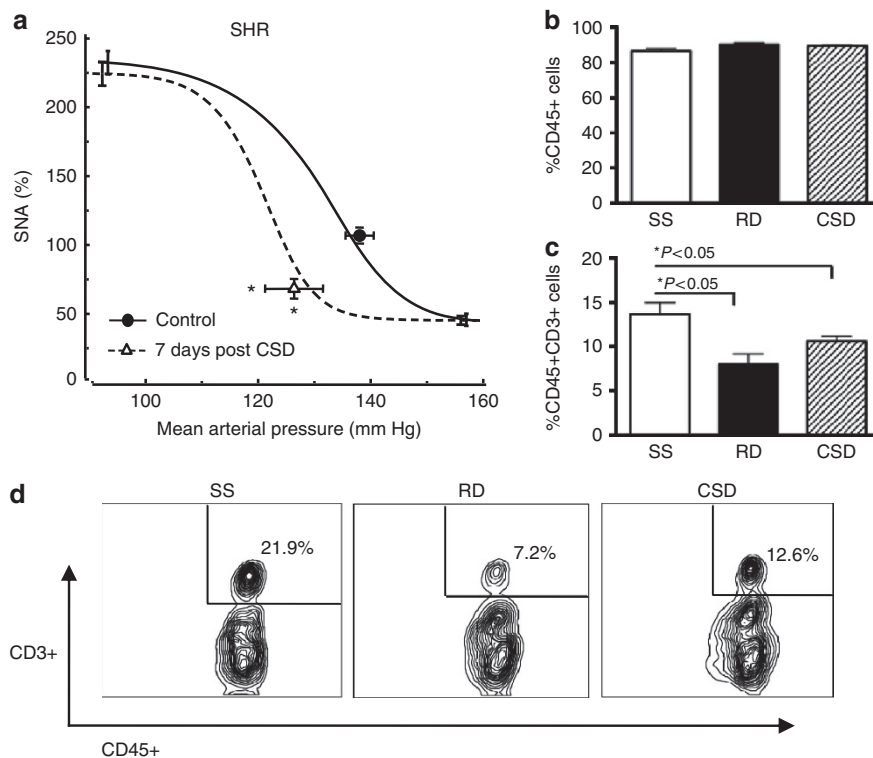 a
SHR
250
200
150
100
50
0
SNA (%)
* 
*
Control
7 days post CSD
100 120 140 160
Mean arterial pressure (mm Hg)
b
100
80
60
40
20
0
%CD45+ cells
SS RD CSD
c
20
15
10
5
0
%CD45+CD3+ cells
*P<0.05
*P<0.05
SS RD CSD
d
SS RD CSD
21.9% 7.2% 12.6%
CD3+
CD45+